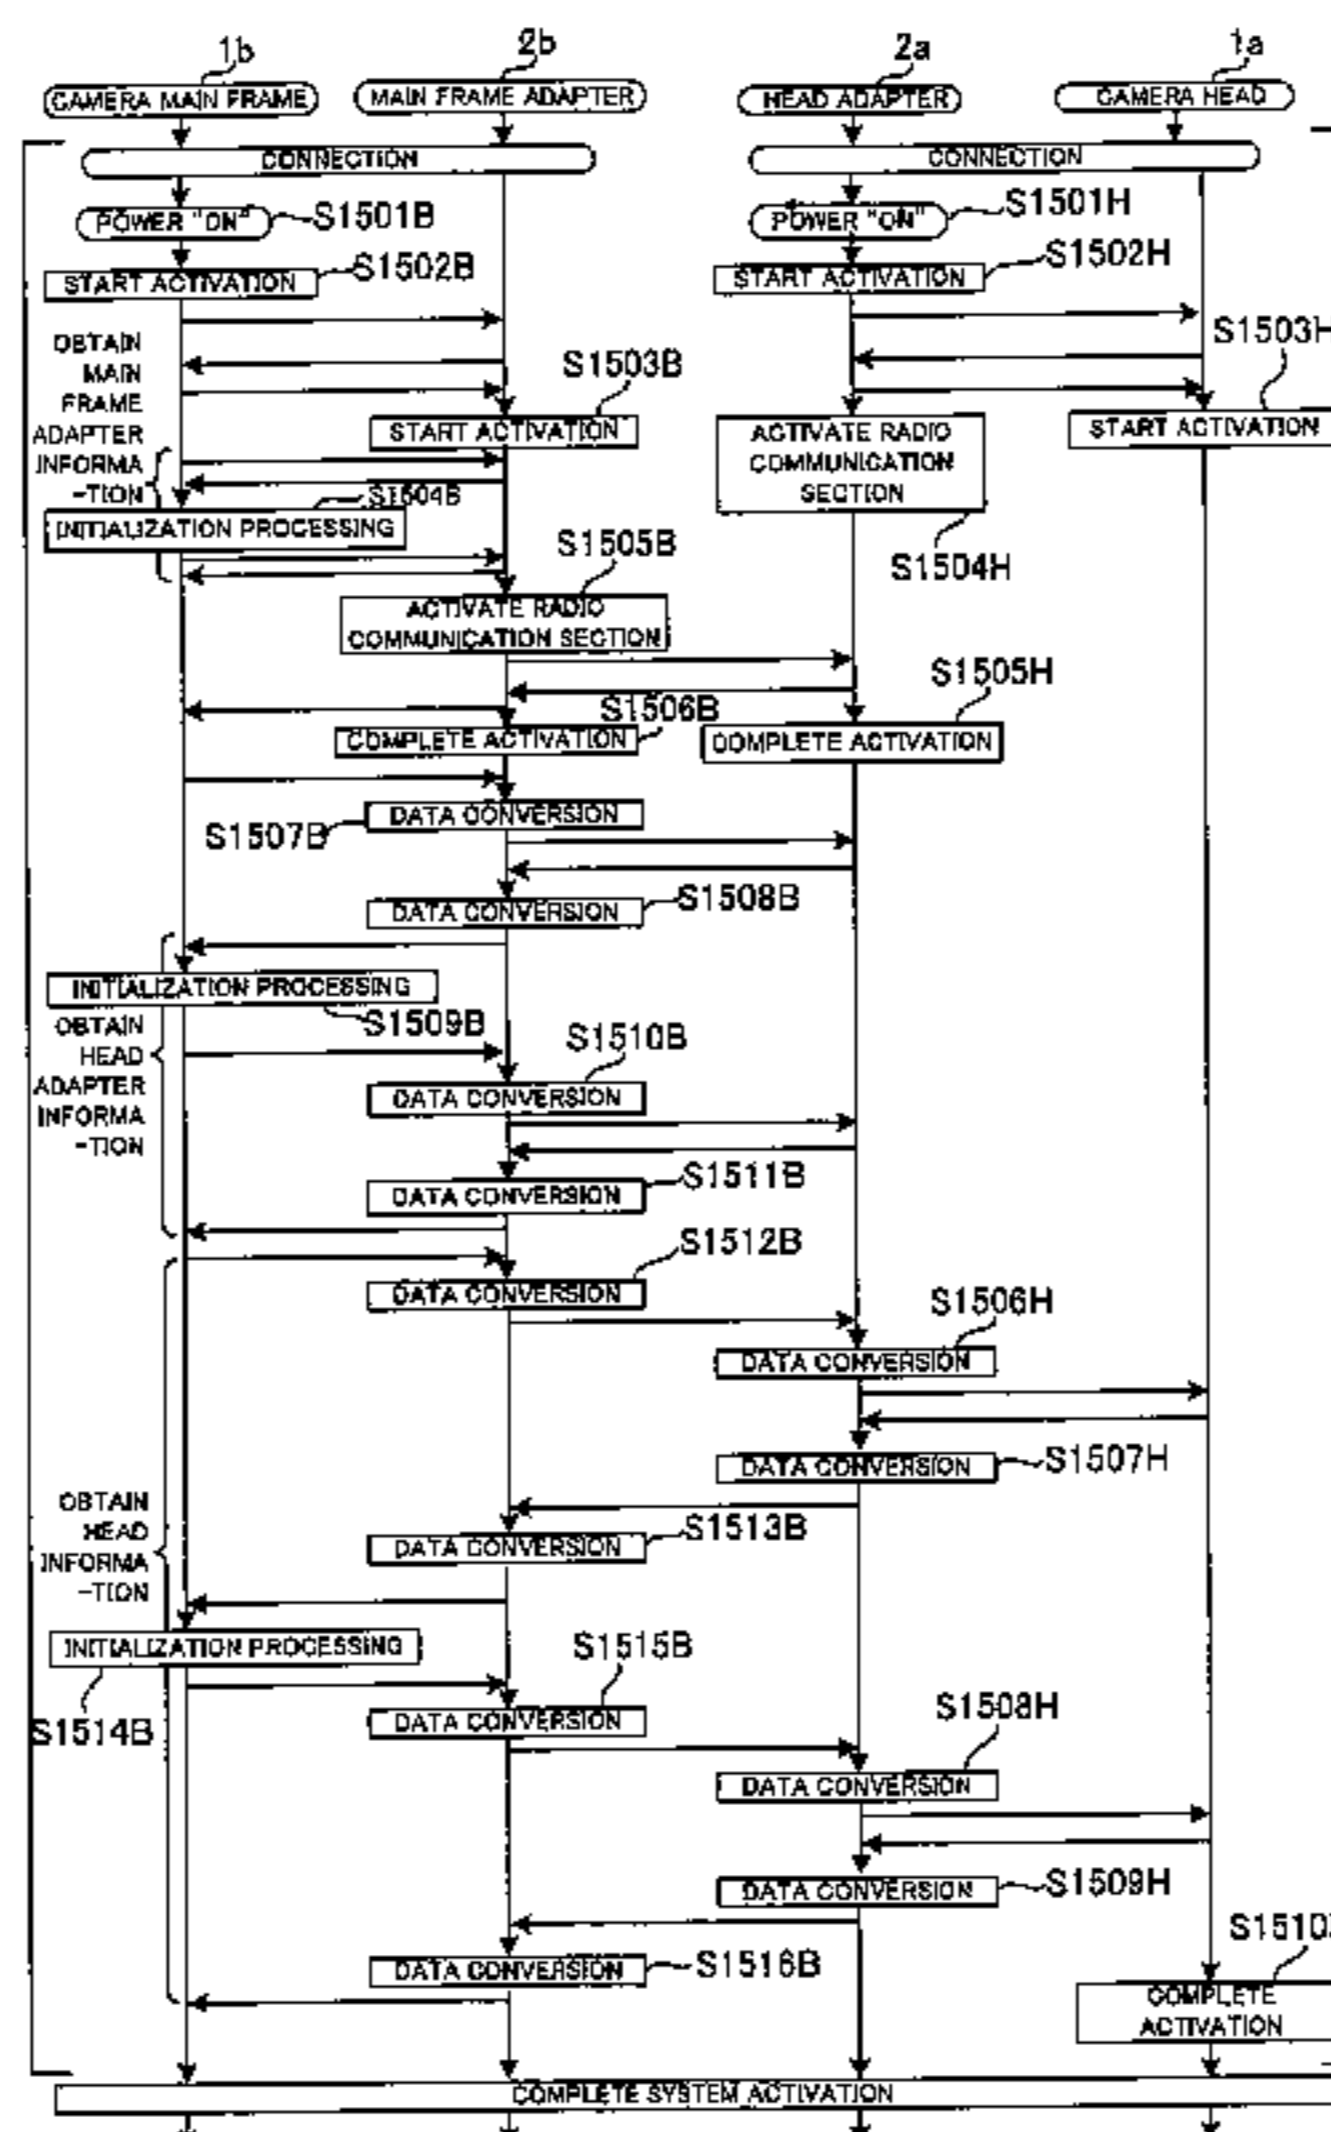 1b
2b
2a
1a
CAMERA MAIN FRAME
MAIN FRAME ADAPTER
HEAD ADAPTER
CAMERA HEAD
CONNECTION
CONNECTION
POWER "ON"
S1501B
POWER "ON"
S1501H
START ACTIVATION
S1502B
START ACTIVATION
S1502H
OBTAIN
MAIN
FRAME
ADAPTER
INFORMA
-TION
S1503B
S1503H
START ACTIVATION
ACTIVATE RADIO
COMMUNICATION
SECTION
START ACTIVATION
S1504B
INITIALIZATION PROCESSING
S1504H
S1505B
ACTIVATE RADIO
COMMUNICATION SECTION
S1505H
S1506B
COMPLETE ACTIVATION
COMPLETE ACTIVATION
DATA CONVERSION
S1507B
DATA CONVERSION
S1508B
INITIALIZATION PROCESSING
S1509B
OBTAIN
HEAD
ADAPTER
INFORMA
-TION
S1510B
DATA CONVERSION
DATA CONVERSION
S1511B
S1512B
DATA CONVERSION
S1506H
DATA CONVERSION
DATA CONVERSION
S1507H
OBTAIN
HEAD
INFORMA
-TION
DATA CONVERSION
S1513B
INITIALIZATION PROCESSING
S1514B
S1515B
DATA CONVERSION
S1508H
DATA CONVERSION
DATA CONVERSION
S1509H
DATA CONVERSION
S1516B
S1510
COMPLETE
ACTIVATION
COMPLETE SYSTEM ACTIVATION